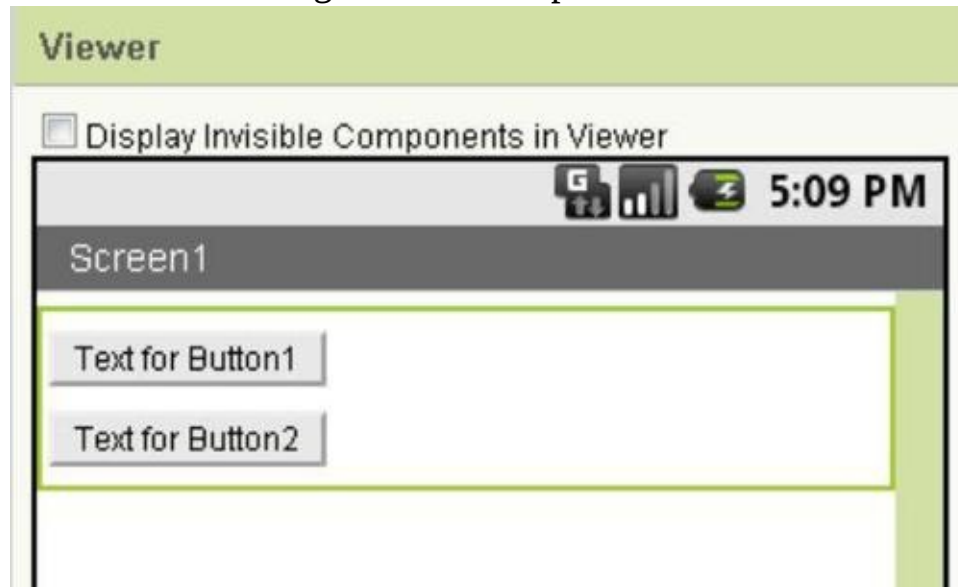 Viewer
Display Invisible Components in Viewer
G 5:09 PM
Screen1
Text for Button1
Text for Button2